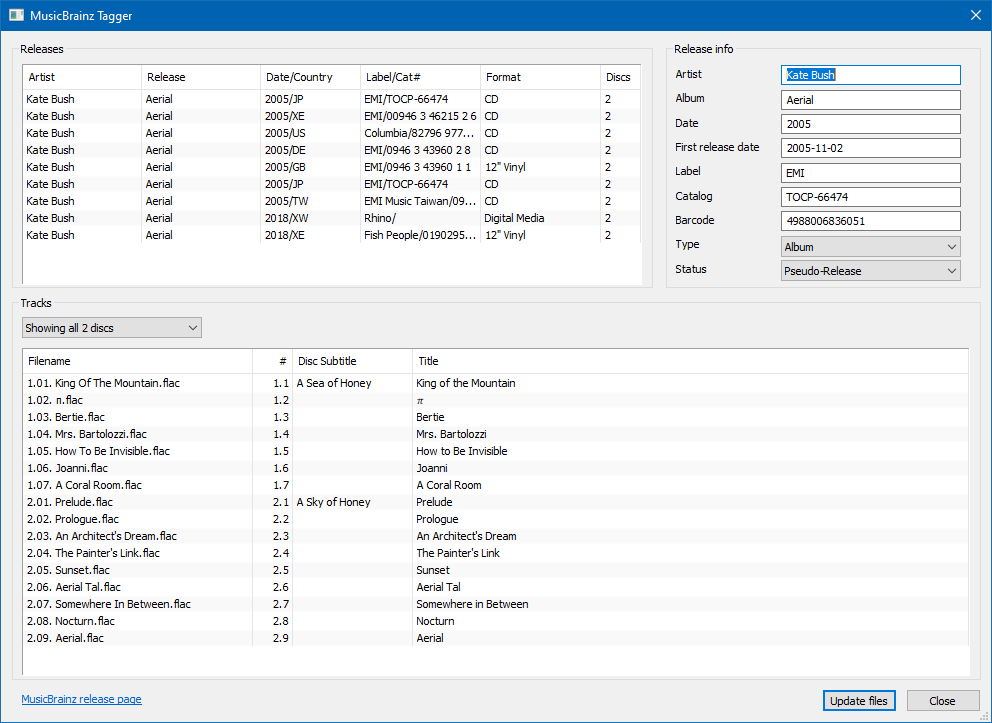 MusicBrainz Tagger
Releases
Artist Release Date/Country Label/Cat# Format Discs
Kate Bush Aerial 2005/JP EMI/TOCP-66474 CD 2
Kate Bush Aerial 2005/XE EMI/00946 3 46215 2 6 CD 2
Kate Bush Aerial 2005/US Columbia/82796 977... CD 2
Kate Bush Aerial 2005/DE EMI/0946 3 43960 2 8 CD 2
Kate Bush Aerial 2005/GB EMI/0946 3 43960 1 1 12" Vinyl 2
Kate Bush Aerial 2005/JP EMI/TOCP-66474 CD 2
Kate Bush Aerial 2005/TW EMI Music Taiwan/09... CD 2
Kate Bush Aerial 2018/XW Rhino/ Digital Media 2
Kate Bush Aerial 2018/XE Fish People/0190295... 12" Vinyl 2
Release info
Artist Kate Bush
Album Aerial
Date 2005
First release date 2005-11-02
Label EMI
Catalog TOCP-66474
Barcode 4988006836051
Type Album
Status Pseudo-Release
Tracks
Showing all 2 discs
Filename # Disc Subtitle Title
1.01. King Of The Mountain.flac 1.1 A Sea of Honey King of the Mountain
1.02. π.flac 1.2 π
1.03. Bertie.flac 1.3 Bertie
1.04. Mrs. Bartolozzi.flac 1.4 Mrs. Bartolozzi
1.05. How To Be Invisible.flac 1.5 How to Be Invisible
1.06. Joanni.flac 1.6 Joanni
1.07. A Coral Room.flac 1.7 A Coral Room
2.01. Prelude.flac 2.1 A Sky of Honey Prelude
2.02. Prologue.flac 2.2 Prologue
2.03. An Architect's Dream.flac 2.3 An Architect's Dream
2.04. The Painter's Link.flac 2.4 The Painter's Link
2.05. Sunset.flac 2.5 Sunset
2.06. Aerial Tal.flac 2.6 Aerial Tal
2.07. Somewhere In Between.flac 2.7 Somewhere in Between
2.08. Nocturn.flac 2.8 Nocturn
2.09. Aerial.flac 2.9 Aerial
MusicBrainz release page
Update files
Close